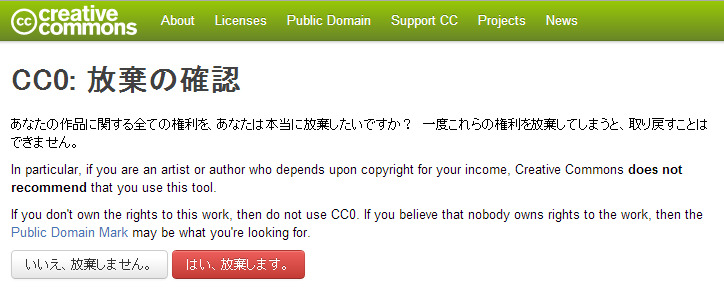 cc creative commons
About Licenses Public Domain Support CC Projects News
CC0: 放棄の確認
あなたの作品に関する全ての権利を、あなたは本当に放棄したいですか？　一度これらの権利を放棄してしまうと、取り戻すことは
できません。
In particular, if you are an artist or author who depends upon copyright for your income, Creative Commons does not
recommend that you use this tool.
If you don't own the rights to this work, then do not use CC0. If you believe that nobody owns rights to the work, then the
Public Domain Mark may be what you're looking for.
いいえ、放棄しません。 はい、放棄します。